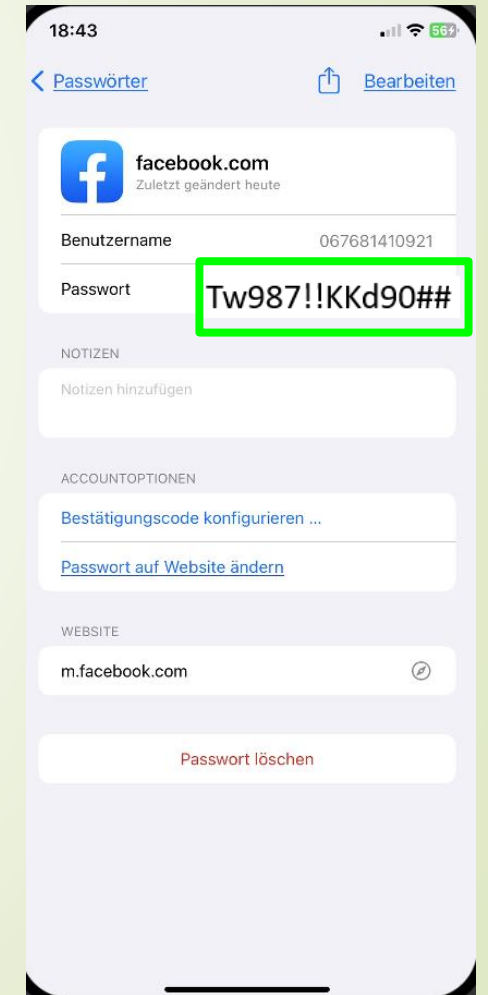 18:43
56
Passwörter
Bearbeiten
facebook.com
Zuletzt geändert heute
Benutzername 067681410921
Passwort Tw987!!KKd90##
NOTIZEN
Notizen hinzufügen
ACCOUNTOPTIONEN
Bestätigungscode konfigurieren ...
Passwort auf Website ändern
WEBSITE
m.facebook.com
Passwort löschen